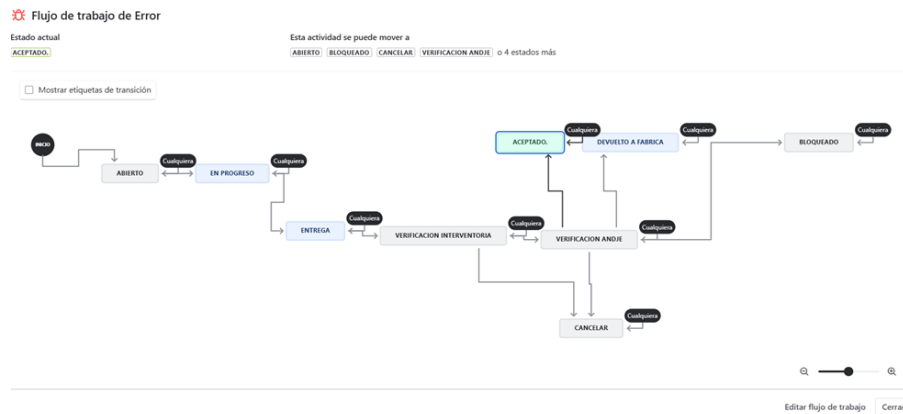 Flujo de trabajo de Error
Estado actual
ACEPTADO.
Esta actividad se puede mover a
ABIERTO BLOQUEADO CANCELAR VERIFICACION ANDJE o 4 estados más
Mostrar etiquetas de transición
INICIO
ABIERTO
Cualquiera
EN PROGRESO
Cualquiera
ACEPTADO.
Cualquiera
DEVUELTO A FABRICA
Cualquiera
BLOQUEADO
Cualquiera
ENTREGA
Cualquiera
VERIFICACION INTERVENTORIA
Cualquiera
VERIFICACION ANDJE
Cualquiera
CANCELAR
Cualquiera
Editar flujo de trabajo